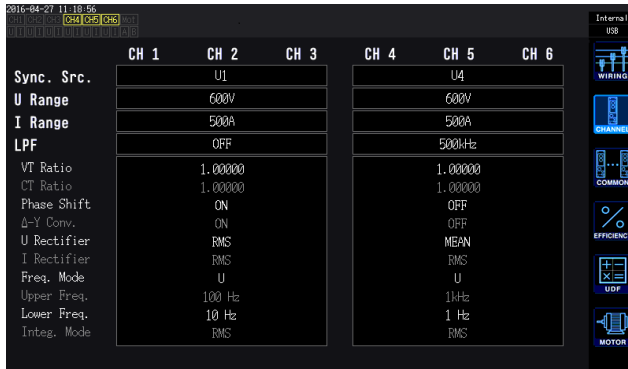 2016-04-27 11:18:56
CH1 CH2 CH3 CH4 CH5 CH6 Mot
U I U I U I U I U I U I A B
Internal
USB
CH 1 CH 2 CH 3 CH 4 CH 5 CH 6
Sync. Src. U1 U4
U Range 600V 600V
I Range 500A 500A
LPF OFF 500kHz
VT Ratio 1.00000 1.00000
CT Ratio 1.00000 1.00000
Phase Shift ON OFF
Δ-Y Conv. ON OFF
U Rectifier RMS MEAN
I Rectifier RMS RMS
Freq. Mode U U
Upper Freq. 100 Hz 1kHz
Lower Freq. 10 Hz 1 Hz
Integ. Mode RMS RMS
WIRING
CHANNEL
COMMON
EFFICIENC
UDF
MOTOR